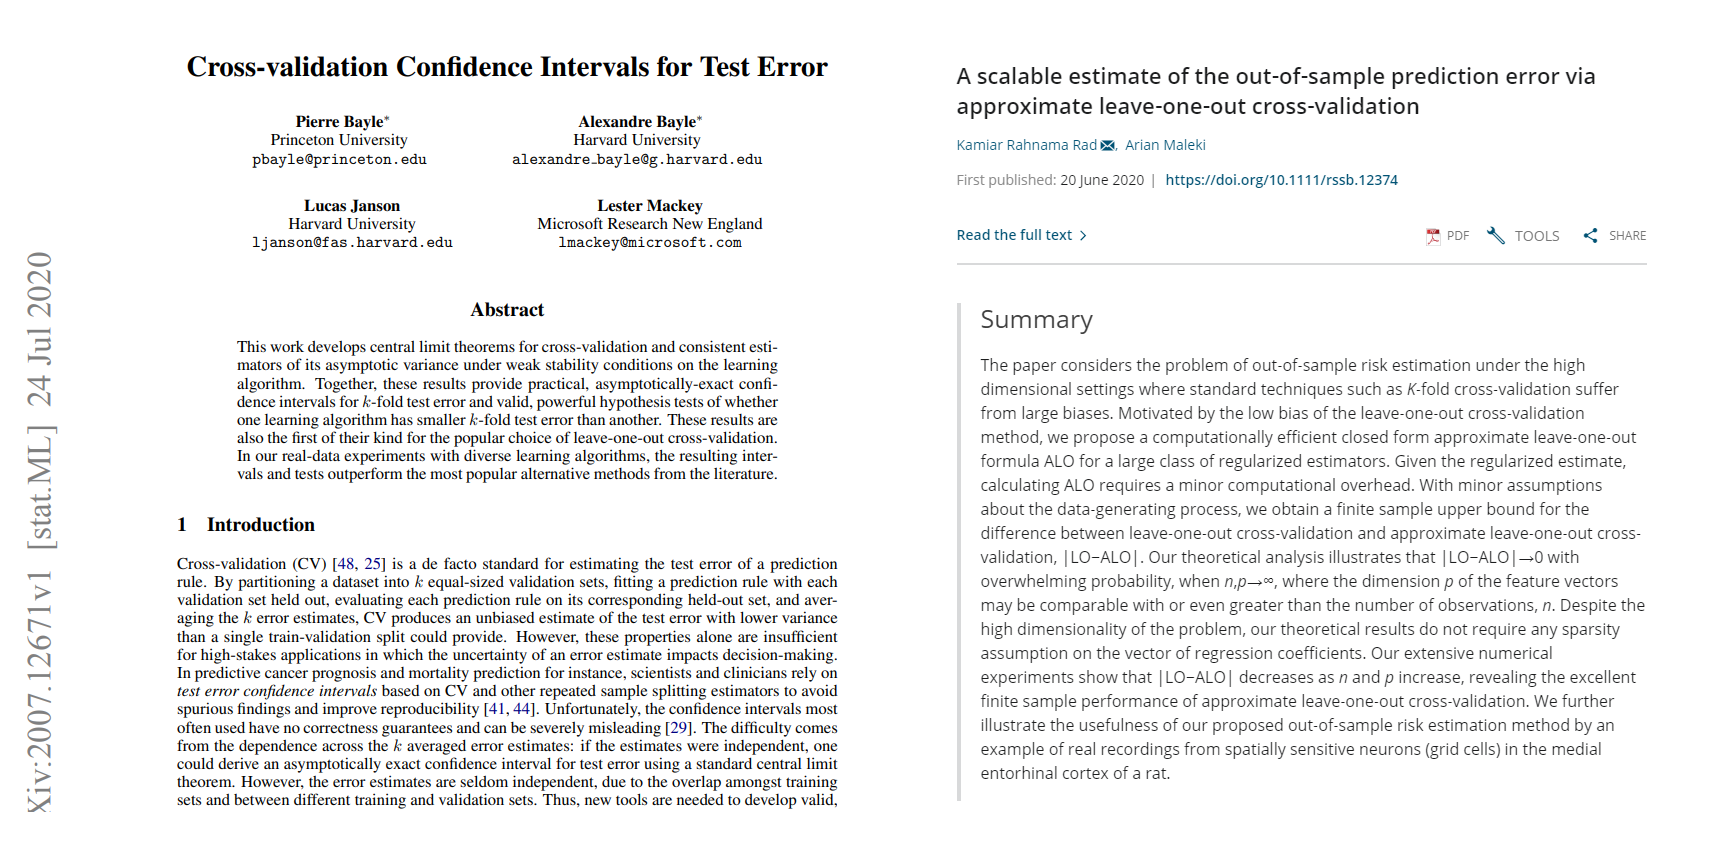 Cross-validation Confidence Intervals for Test Error
Pierre Bayle*
Princeton University
pbayle@princeton.edu
Alexandre Bayle*
Harvard University
alexandre_bayle@g.harvard.edu
Lucas Janson
Harvard University
ljanson@fas.harvard.edu
Lester Mackey
Microsoft Research New England
lmackey@microsoft.com
Xiv:2007.12671v1 [stat.ML] 24 Jul 2020
Abstract
This work develops central limit theorems for cross-validation and consistent esti-
mators of its asymptotic variance under weak stability conditions on the learning
algorithm. Together, these results provide practical, asymptotically-exact confi-
dence intervals for k-fold test error and valid, powerful hypothesis tests of whether
one learning algorithm has smaller k-fold test error than another. These results are
also the first of their kind for the popular choice of leave-one-out cross-validation.
In our real-data experiments with diverse learning algorithms, the resulting inter-
vals and tests outperform the most popular alternative methods from the literature.
1 Introduction
Cross-validation (CV) [48, 25] is a de facto standard for estimating the test error of a prediction
rule. By partitioning a dataset into k equal-sized validation sets, fitting a prediction rule with each
validation set held out, evaluating each prediction rule on its corresponding held-out set, and aver-
aging the k error estimates, CV produces an unbiased estimate of the test error with lower variance
than a single train-validation split could provide. However, these properties alone are insufficient
for high-stakes applications in which the uncertainty of an error estimate impacts decision-making.
In predictive cancer prognosis and mortality prediction for instance, scientists and clinicians rely on
test error confidence intervals based on CV and other repeated sample splitting estimators to avoid
spurious findings and improve reproducibility [41, 44]. Unfortunately, the confidence intervals most
often used have no correctness guarantees and can be severely misleading [29]. The difficulty comes
from the dependence across the k averaged error estimates: if the estimates were independent, one
could derive an asymptotically exact confidence interval for test error using a standard central limit
theorem. However, the error estimates are seldom independent, due to the overlap amongst training
sets and between different training and validation sets. Thus, new tools are needed to develop valid,
A scalable estimate of the out-of-sample prediction error via
approximate leave-one-out cross-validation
Kamiar Rahnama Rad, Arian Maleki
First published: 20 June 2020 | https://doi.org/10.1111/rssb.12374
Read the full text >
PDF TOOLS SHARE
Summary
The paper considers the problem of out-of-sample risk estimation under the high
dimensional settings where standard techniques such as K-fold cross-validation suffer
from large biases. Motivated by the low bias of the leave-one-out cross-validation
method, we propose a computationally efficient closed form approximate leave-one-out
formula ALO for a large class of regularized estimators. Given the regularized estimate,
calculating ALO requires a minor computational overhead. With minor assumptions
about the data-generating process, we obtain a finite sample upper bound for the
difference between leave-one-out cross-validation and approximate leave-one-out cross-
validation, |LO−ALO|. Our theoretical analysis illustrates that |LO−ALO|→0 with
overwhelming probability, when n,p→∞, where the dimension p of the feature vectors
may be comparable with or even greater than the number of observations, n. Despite the
high dimensionality of the problem, our theoretical results do not require any sparsity
assumption on the vector of regression coefficients. Our extensive numerical
experiments show that |LO−ALO| decreases as n and p increase, revealing the excellent
finite sample performance of approximate leave-one-out cross-validation. We further
illustrate the usefulness of our proposed out-of-sample risk estimation method by an
example of real recordings from spatially sensitive neurons (grid cells) in the medial
entorhinal cortex of a rat.